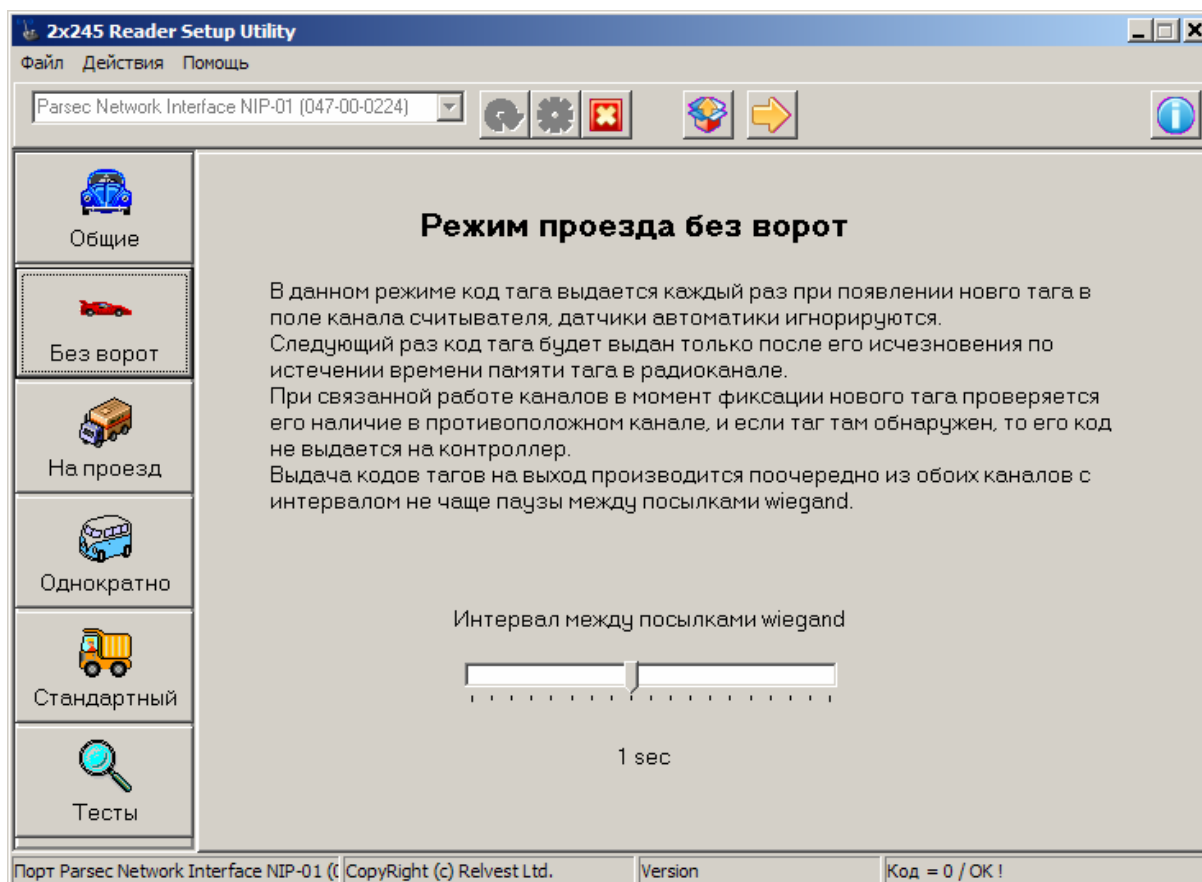 2x245 Reader Setup Utility
Файл Действия Помощь
Parsec Network Interface NIP-01 (047-00-0224)
Общие
Без ворот
На проезд
Однократно
Стандартный
Тесты
Режим проезда без ворот
В данном режиме код тага выдается каждый раз при появлении новго тага в
поле канала считывателя, датчики автоматики игнорируются.
Следующий раз код тага будет выдан только после его исчезновения по
истечении времени памяти тага в радиоканале.
При связанной работе каналов в момент фиксации нового тага проверяется
его наличие в противоположном канале, и если таг там обнаружен, то его код
не выдается на контроллер.
Выдача кодов тагов на выход производится поочередно из обоих каналов с
интервалом не чаще паузы между посылками wiegand.
Интервал между посылками wiegand
1 sec
Порт Parsec Network Interface NIP-01 (0 CopyRight (c) Relvest Ltd. Version Код = 0 / OK !